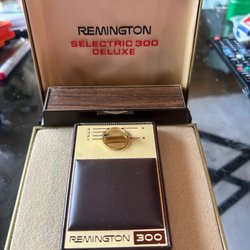 REMINGTON
SELECTRIC 300
DELUXE
REMINGTON 300